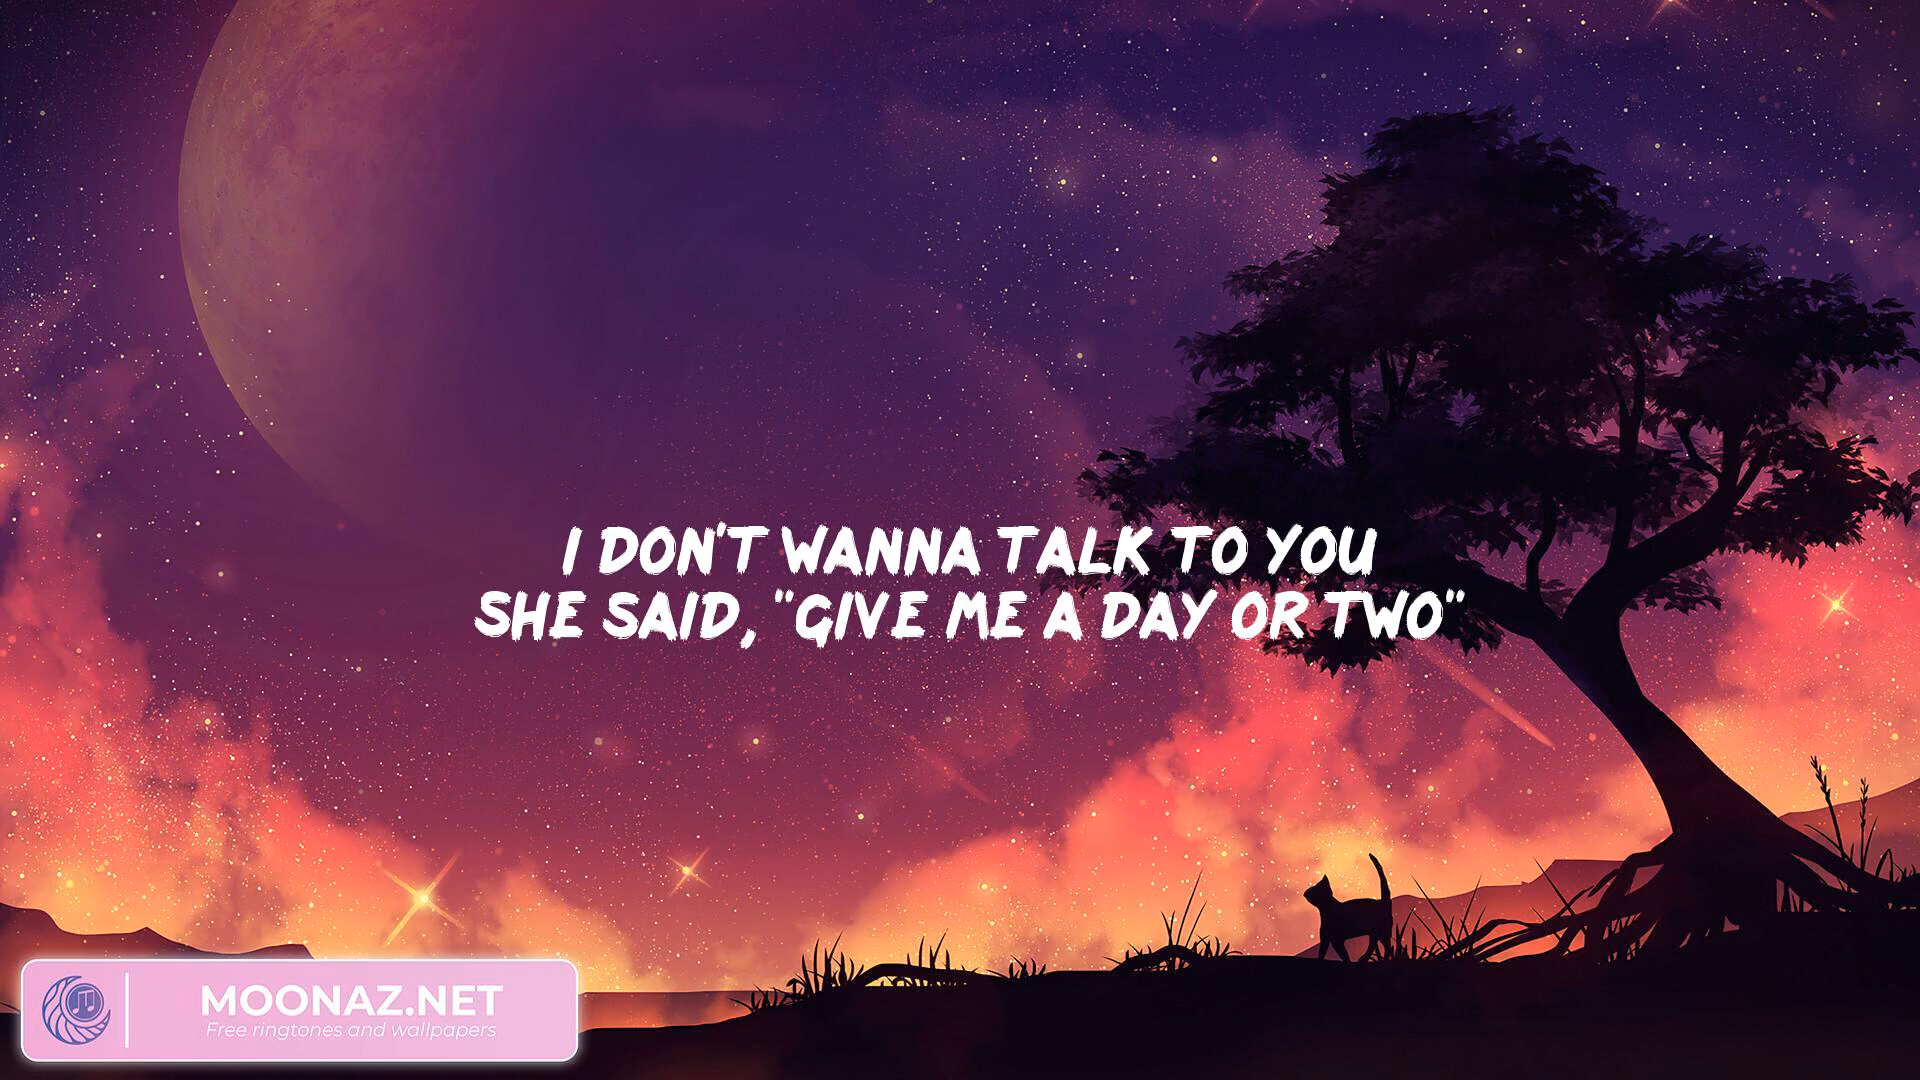 I DON'T WANNA TALK TO YOU
SHE SAID, "GIVE ME A DAY OR TWO"
MOONAZ.NET
Free ringtones and wallpapers